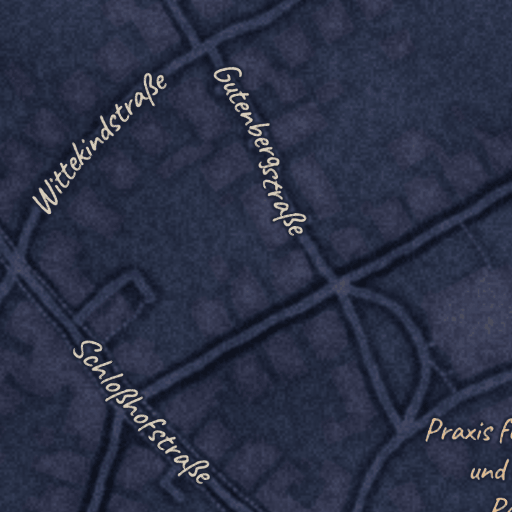 Wittekindstraße
Gutenbergstraße
Schloßhofstraße
Praxis f
und